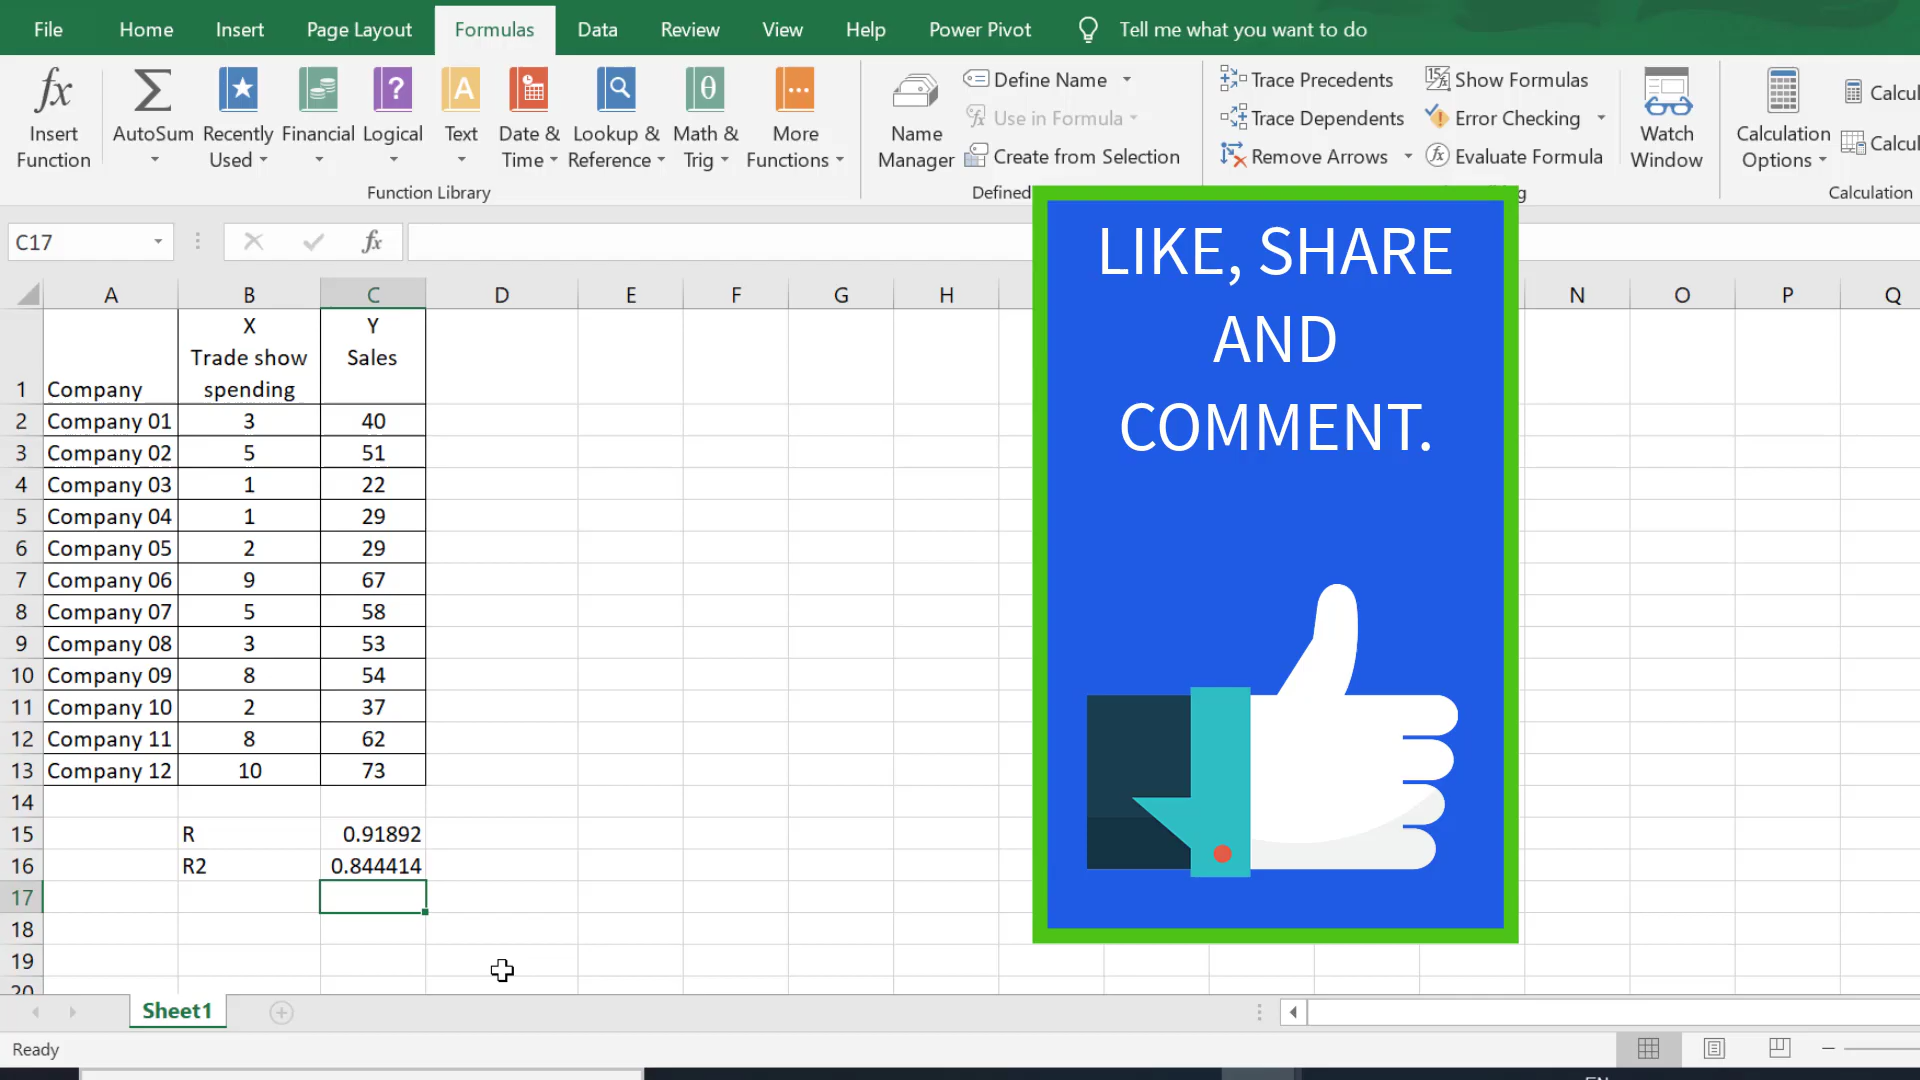 File Home Insert Page Layout Formulas Data Review View Help Power Pivot Tell me what you want to do
fx Σ ? A θ
Insert Function
AutoSum
Recently Used
Financial
Logical
Text
Date & Time
Lookup & Reference
Math & Trig
More Functions
Function Library
Name Manager
Define Name
Use in Formula
Create from Selection
Defined
Trace Precedents
Trace Dependents
Remove Arrows
Show Formulas
Error Checking
Evaluate Formula
Watch Window
Calculation Options
Calcul
Calcul
Calculation
C17 fx
A B C D E F G H N O P Q
X Y
Trade show Sales
1 Company spending
2 Company 01 3 40
3 Company 02 5 51
4 Company 03 1 22
5 Company 04 1 29
6 Company 05 2 29
7 Company 06 9 67
8 Company 07 5 58
9 Company 08 3 53
10 Company 09 8 54
11 Company 10 2 37
12 Company 11 8 62
13 Company 12 10 73
14
15 R 0.91892
16 R2 0.844414
17
18
19
20
LIKE, SHARE
AND
COMMENT.
Sheet1
Ready